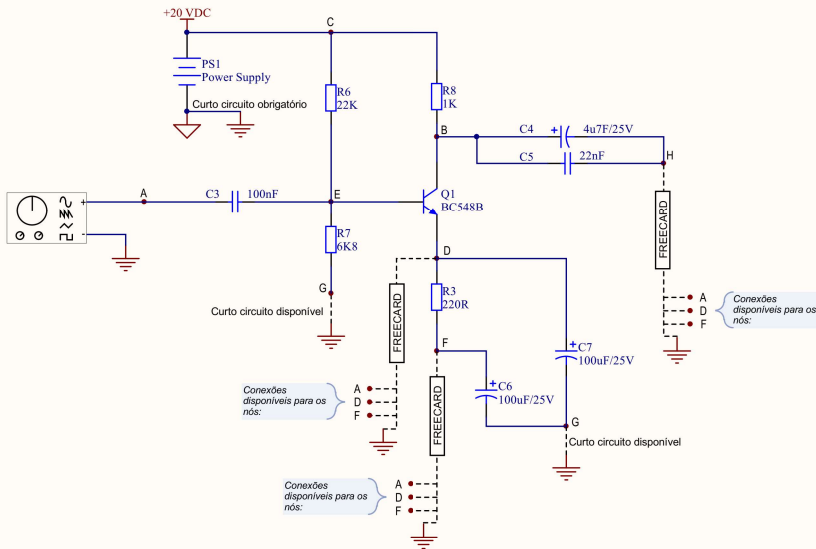 +20 VDC
C
PS1
Power Supply
Curto circuito obrigatório
R6
22K
R8
1K
B
C4
+
4u7F/25V
C5
22nF
H
A
C3
100nF
E
Q1
BC548B
+
-
R7
6K8
G
Curto circuito disponível
D
R3
220R
FREECARD
FREECARD
A
D
F
Conexões
disponíveis para os
nós:
F
+
C7
100uF/25V
+
C6
100uF/25V
Conexões
disponíveis para os
nós:
A
D
F
FREECARD
G
Curto circuito disponível
Conexões
disponíveis para os
nós:
A
D
F